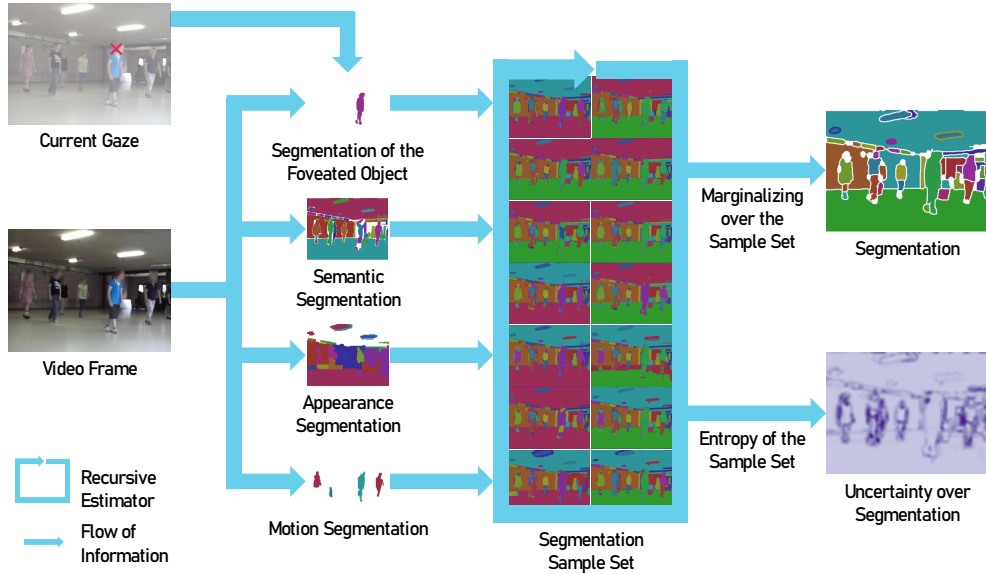 Current Gaze
Video Frame
Recursive
Estimator
Flow of
Information
Segmentation of the
Foveated Object
Semantic
Segmentation
Appearance
Segmentation
Motion Segmentation
Segmentation
Sample Set
Marginalizing
over the
Sample Set
Entropy of the
Sample Set
Segmentation
Uncertainty over
Segmentation